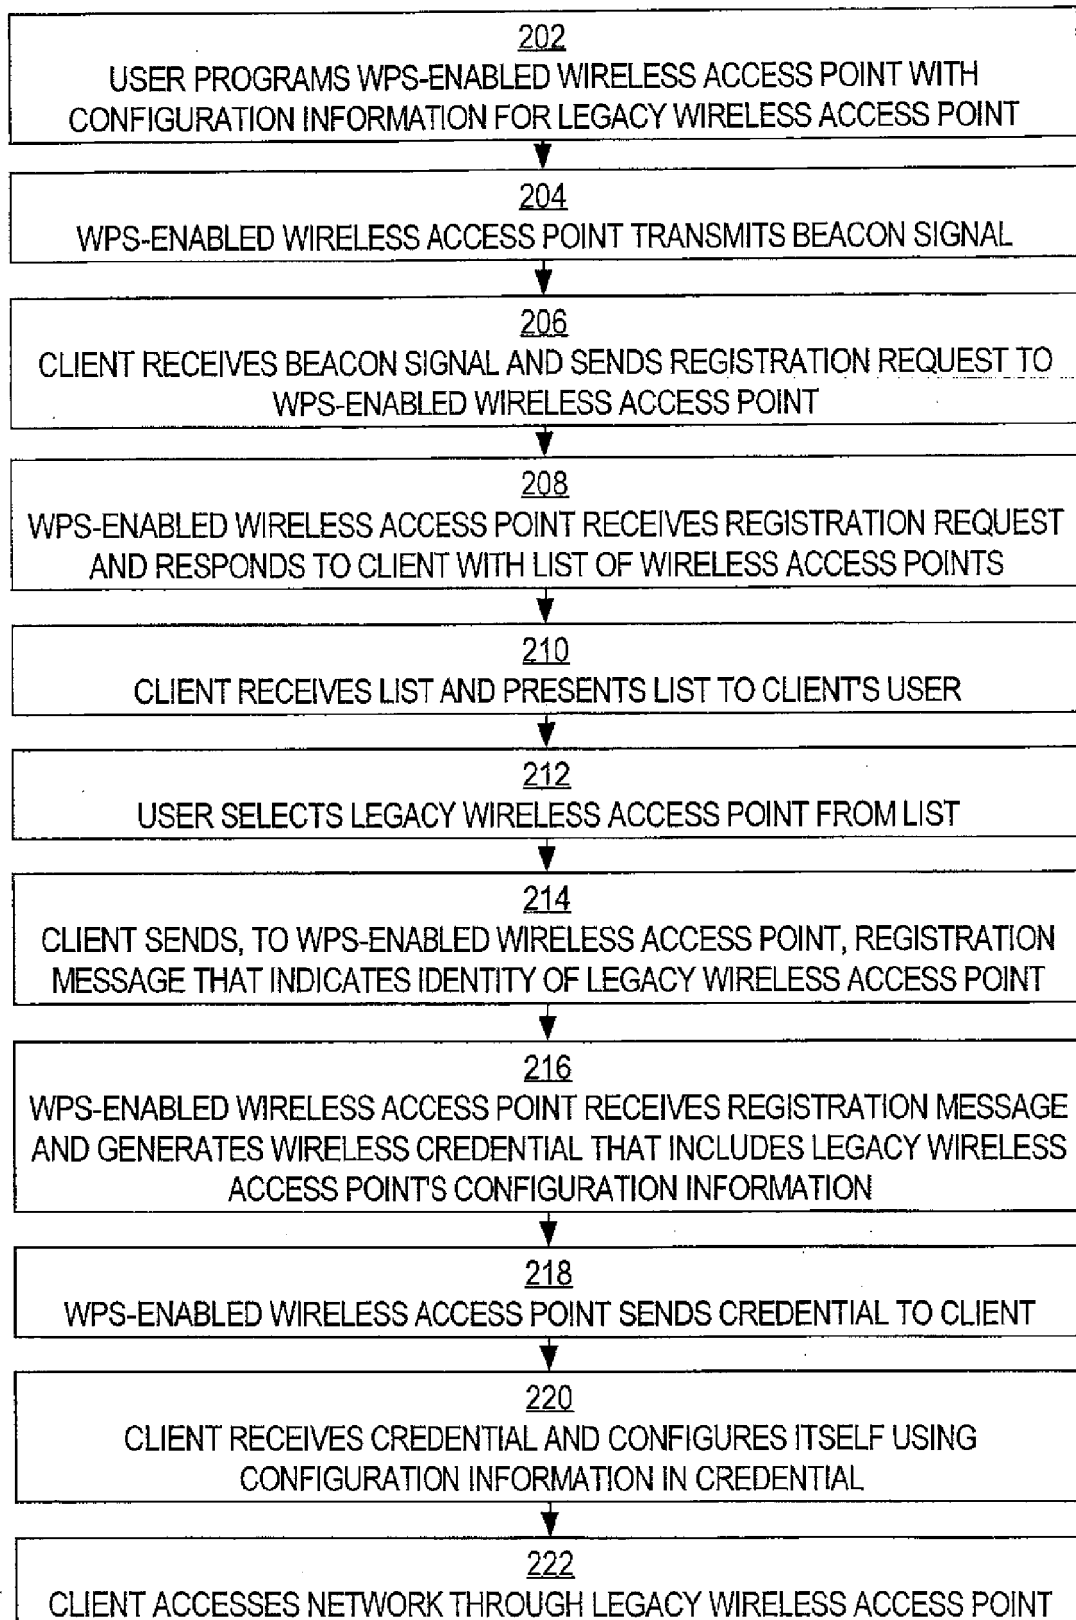 202
USER PROGRAMS WPS-ENABLED WIRELESS ACCESS POINT WITH
CONFIGURATION INFORMATION FOR LEGACY WIRELESS ACCESS POINT
204
WPS-ENABLED WIRELESS ACCESS POINT TRANSMITS BEACON SIGNAL
206
CLIENT RECEIVES BEACON SIGNAL AND SENDS REGISTRATION REQUEST TO
WPS-ENABLED WIRELESS ACCESS POINT
208
WPS-ENABLED WIRELESS ACCESS POINT RECEIVES REGISTRATION REQUEST
AND RESPONDS TO CLIENT WITH LIST OF WIRELESS ACCESS POINTS
210
CLIENT RECEIVES LIST AND PRESENTS LIST TO CLIENT'S USER
212
USER SELECTS LEGACY WIRELESS ACCESS POINT FROM LIST
214
CLIENT SENDS, TO WPS-ENABLED WIRELESS ACCESS POINT, REGISTRATION
MESSAGE THAT INDICATES IDENTITY OF LEGACY WIRELESS ACCESS POINT
216
WPS-ENABLED WIRELESS ACCESS POINT RECEIVES REGISTRATION MESSAGE
AND GENERATES WIRELESS CREDENTIAL THAT INCLUDES LEGACY WIRELESS
ACCESS POINT'S CONFIGURATION INFORMATION
218
WPS-ENABLED WIRELESS ACCESS POINT SENDS CREDENTIAL TO CLIENT
220
CLIENT RECEIVES CREDENTIAL AND CONFIGURES ITSELF USING
CONFIGURATION INFORMATION IN CREDENTIAL
222
CLIENT ACCESSES NETWORK THROUGH LEGACY WIRELESS ACCESS POINT